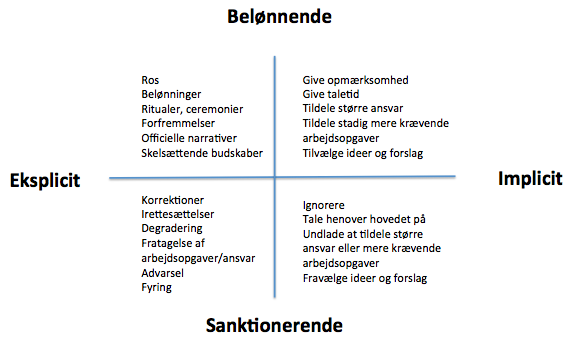 Belønnende
Ros
Belønninger
Ritualer, ceremonier
Forfremmelser
Officielle narrativer
Skelsættende budskaber
Give opmærksomhed
Give taletid
Tildele større ansvar
Tildele stadig mere krævende
arbejdsopgaver
Tilvælge ideer og forslag
Eksplicit
Implicit
Korrektioner
Irettesættelser
Degradering
Fratagelse af
arbejdsopgaver/ansvar
Advarsel
Fyring
Ignorere
Tale henover hovedet på
Undlade at tildele større
ansvar eller mere krævende
arbejdsopgaver
Fravælge ideer og forslag
Sanktionerende